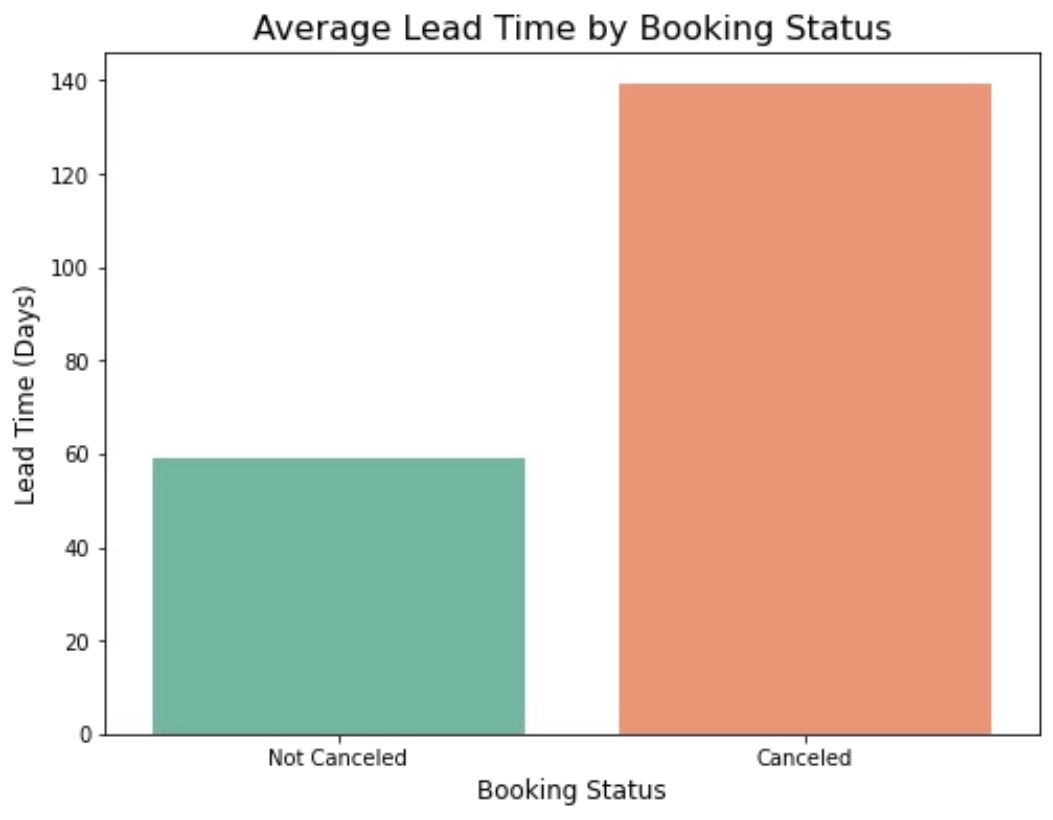 Average Lead Time by Booking Status
140
120
100
80
60
40
20
0
Lead Time (Days)
Not Canceled
Canceled
Booking Status